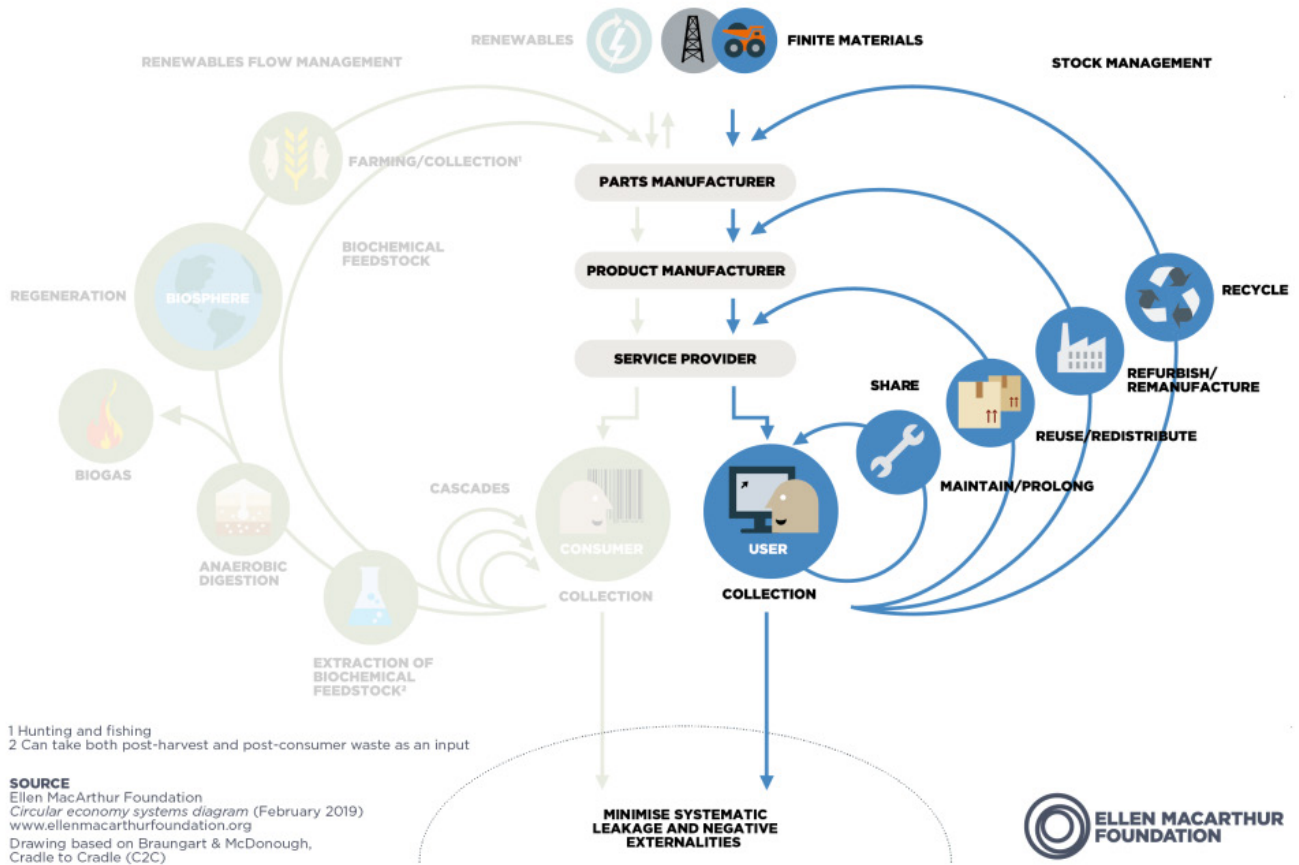 RENEWABLES
FINITE MATERIALS
RENEWABLES FLOW MANAGEMENT
STOCK MANAGEMENT
FARMING/COLLECTION¹
PARTS MANUFACTURER
BIOCHEMICAL
FEEDSTOCK
PRODUCT MANUFACTURER
REGENERATION
BIOSPHERE
RECYCLE
SERVICE PROVIDER
SHARE
REFURBISH/
REMANUFACTURE
REUSE/REDISTRIBUTE
BIOGAS
CASCADES
MAINTAIN/PROLONG
CONSUMER
USER
ANAEROBIC
DIGESTION
COLLECTION
COLLECTION
EXTRACTION OF
BIOCHEMICAL
FEEDSTOCK²
1 Hunting and fishing
2 Can take both post-harvest and post-consumer waste as an input
SOURCE
Ellen MacArthur Foundation
Circular economy systems diagram (February 2019)
www.ellenmacarthurfoundation.org
Drawing based on Braungart & McDonough,
Cradle to Cradle (C2C)
MINIMISE SYSTEMATIC
LEAKAGE AND NEGATIVE
EXTERNALITIES
ELLEN MACARTHUR
FOUNDATION